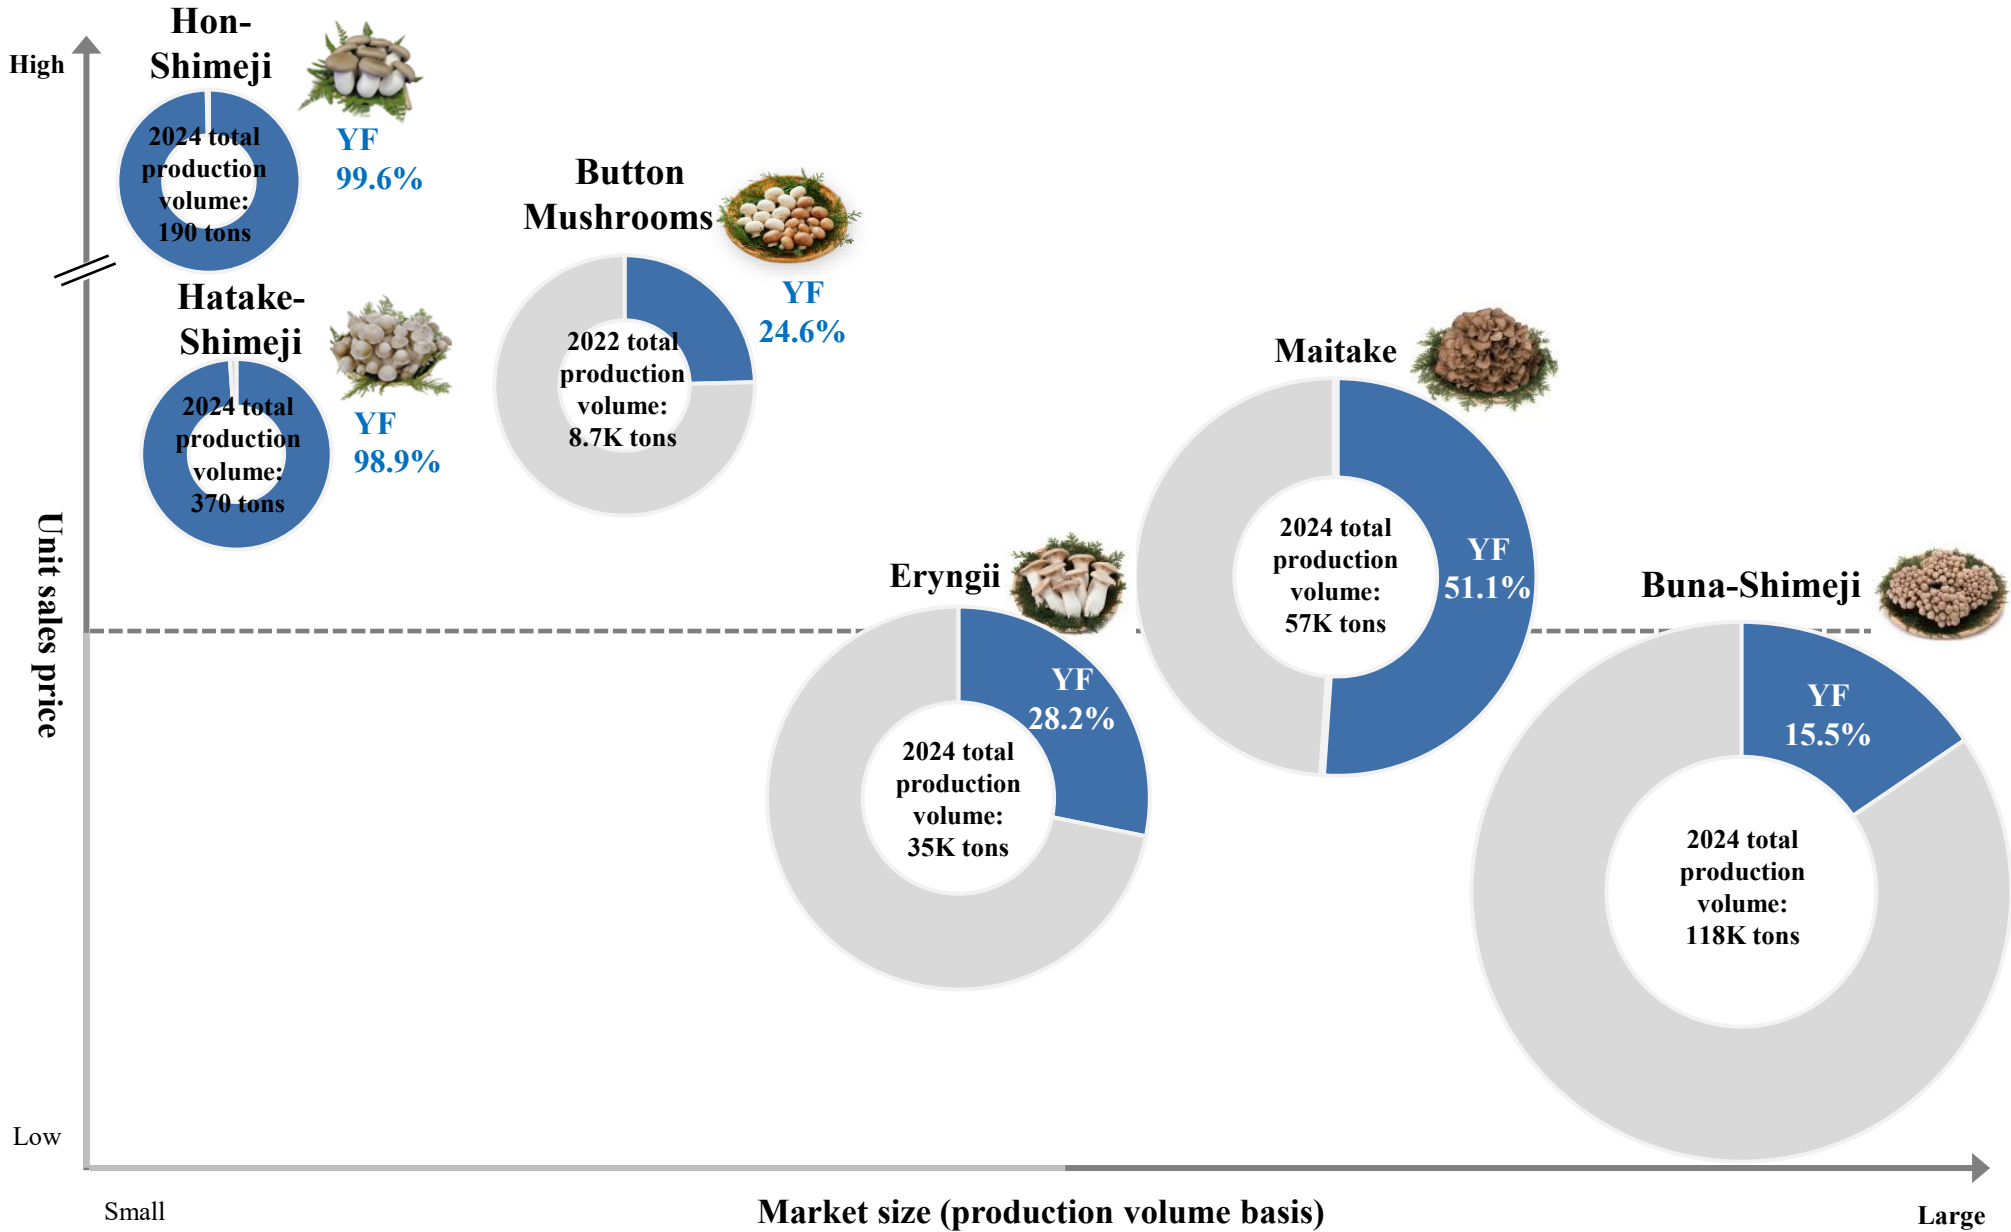 High
Hon-
Shimeji
2024 total
production
volume:
190 tons
YF
99.6%
Button
Mushrooms
2022 total
production
volume:
8.7K tons
YF
24.6%
Hatake-
Shimeji
2024 total
production
volume:
370 tons
YF
98.9%
Maitake
2024 total
production
volume:
57K tons
YF
51.1%
Eryngii
2024 total
production
volume:
35K tons
YF
28.2%
Buna-Shimeji
2024 total
production
volume:
118K tons
YF
15.5%
Unit sales price
Low
Small
Market size (production volume basis)
Large